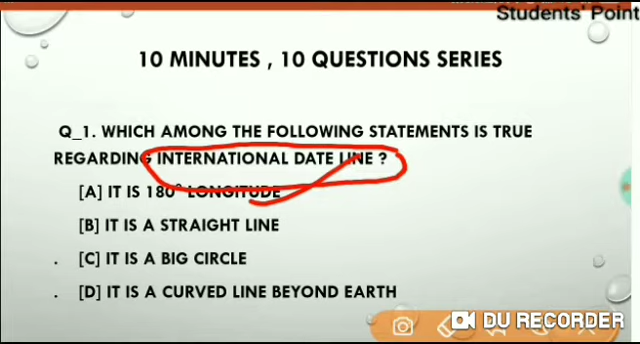 Students' Point
10 MINUTES , 10 QUESTIONS SERIES
Q_1. WHICH AMONG THE FOLLOWING STATEMENTS IS TRUE
REGARDING INTERNATIONAL DATE LINE ?
[A] IT IS 180° LONGITUDE
[B] IT IS A STRAIGHT LINE
. [C] IT IS A BIG CIRCLE
. [D] IT IS A CURVED LINE BEYOND EARTH
DU RECORDER